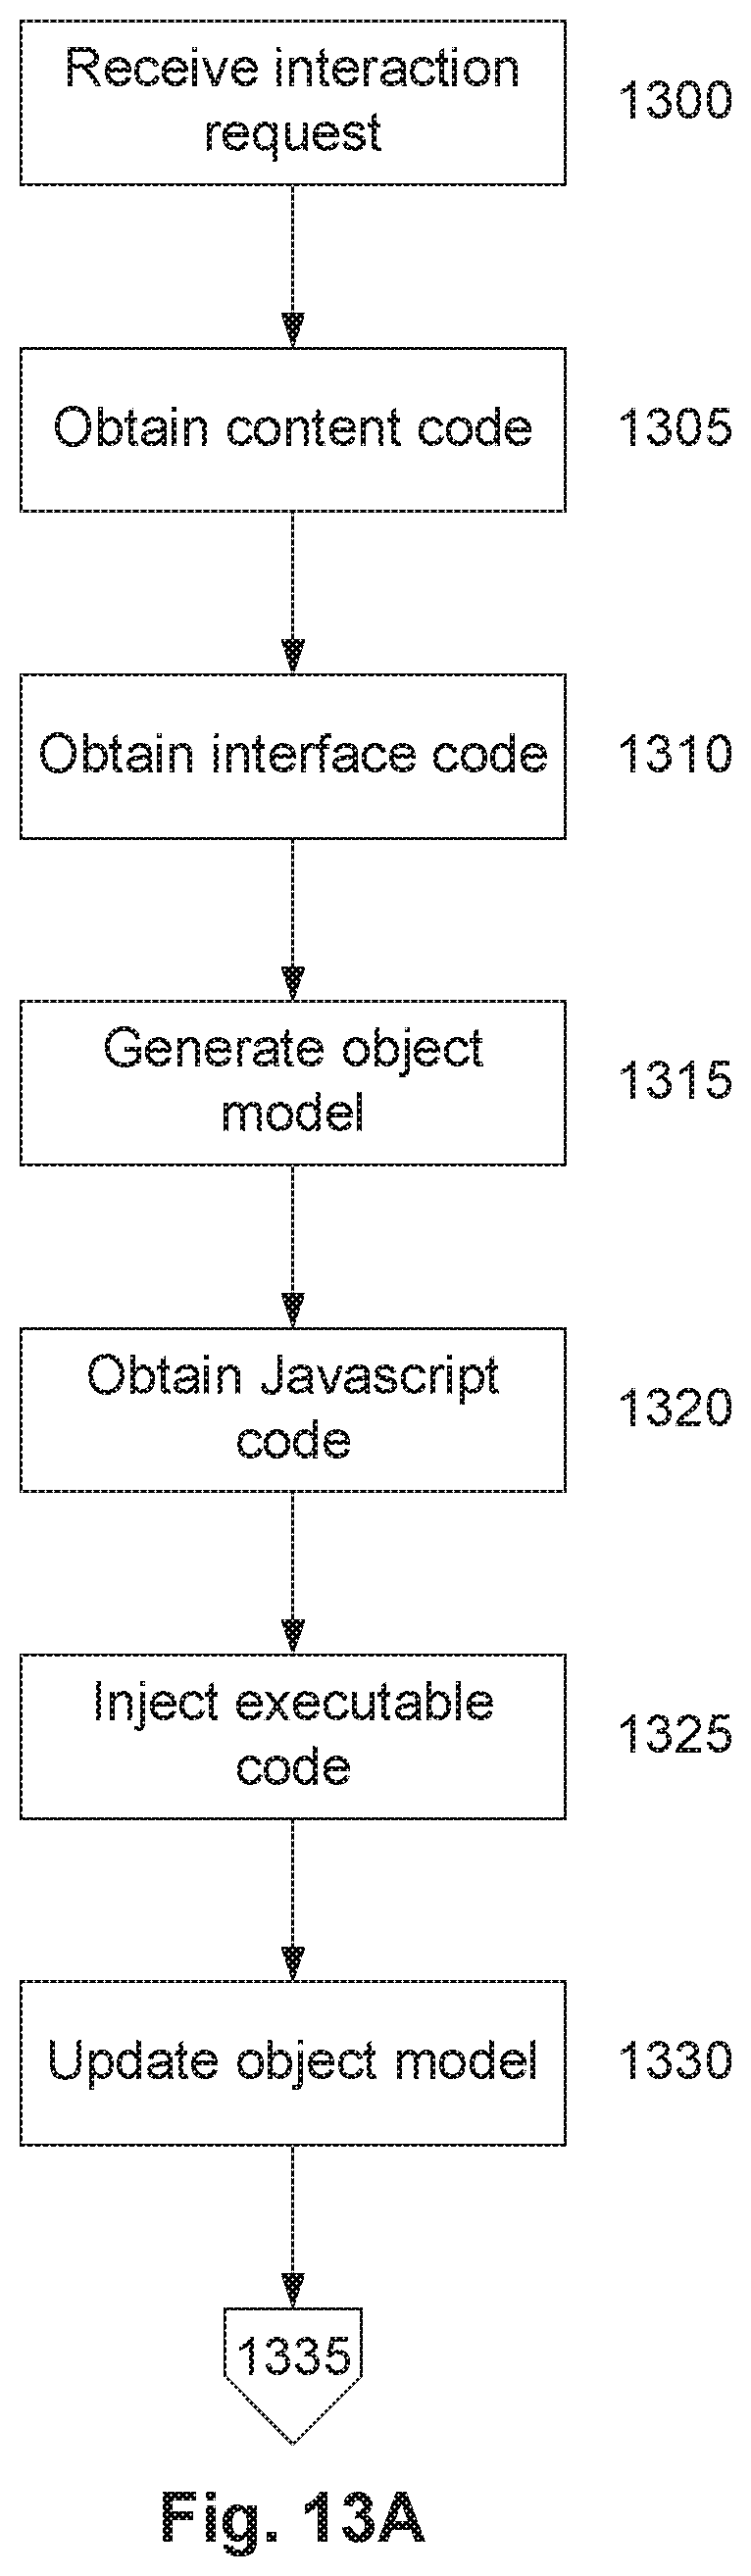 Receive interaction
request
1300
Obtain content code
1305
Obtain interface code
1310
Generate object
model
1315
Obtain Javascript
code
1320
Inject executable
code
1325
Update object model
1330
1335
Fig. 13A